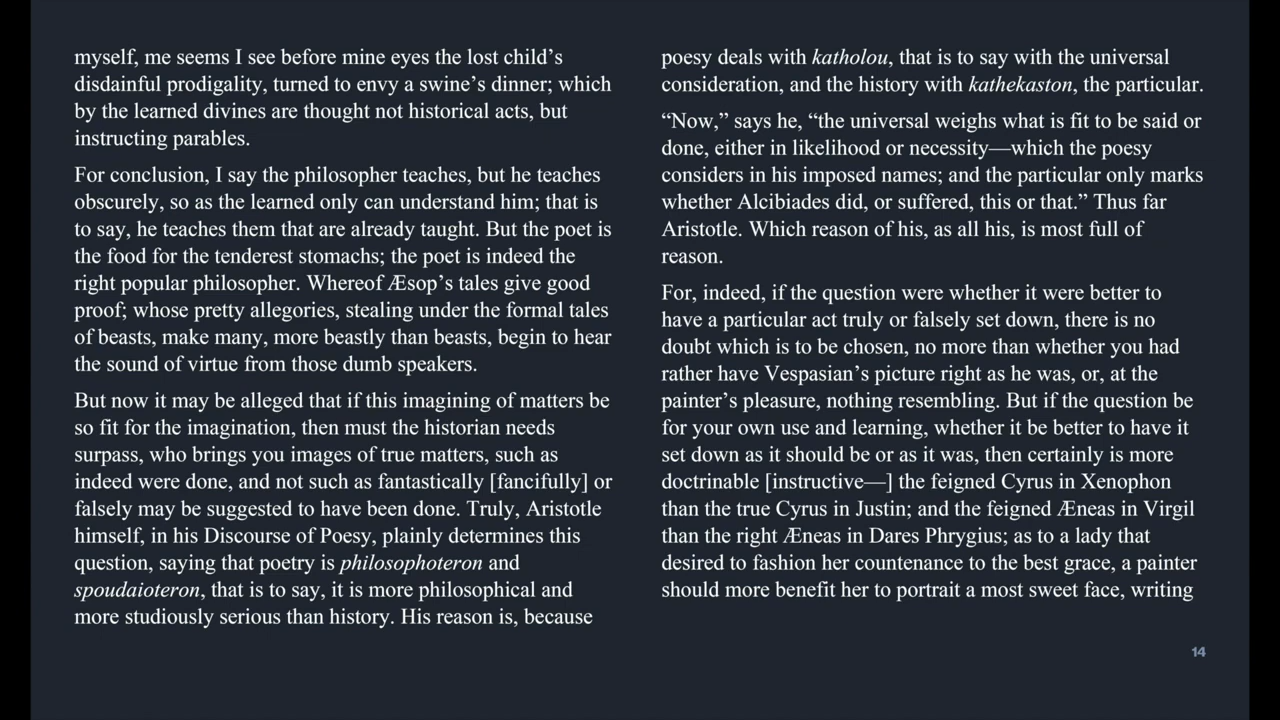 myself, me seems I see before mine eyes the lost child’s
disdainful prodigality, turned to envy a swine’s dinner; which
by the learned divines are thought not historical acts, but
instructing parables.
For conclusion, I say the philosopher teaches, but he teaches
obscurely, so as the learned only can understand him; that is
to say, he teaches them that are already taught. But the poet is
the food for the tenderest stomachs; the poet is indeed the
right popular philosopher. Whereof Æsop’s tales give good
proof; whose pretty allegories, stealing under the formal tales
of beasts, make many, more beastly than beasts, begin to hear
the sound of virtue from those dumb speakers.
But now it may be alleged that if this imagining of matters be
so fit for the imagination, then must the historian needs
surpass, who brings you images of true matters, such as
indeed were done, and not such as fantastically [fancifully] or
falsely may be suggested to have been done. Truly, Aristotle
himself, in his Discourse of Poesy, plainly determines this
question, saying that poetry is philosophoteron and
spoudaioteron, that is to say, it is more philosophical and
more studiously serious than history. His reason is, because
poesy deals with katholou, that is to say with the universal
consideration, and the history with kathekaston, the particular.
“Now,” says he, “the universal weighs what is fit to be said or
done, either in likelihood or necessity—which the poesy
considers in his imposed names; and the particular only marks
whether Alcibiades did, or suffered, this or that.” Thus far
Aristotle. Which reason of his, as all his, is most full of
reason.
For, indeed, if the question were whether it were better to
have a particular act truly or falsely set down, there is no
doubt which is to be chosen, no more than whether you had
rather have Vespasian’s picture right as he was, or, at the
painter’s pleasure, nothing resembling. But if the question be
for your own use and learning, whether it be better to have it
set down as it should be or as it was, then certainly is more
doctrinable [instructive—] the feigned Cyrus in Xenophon
than the true Cyrus in Justin; and the feigned Æneas in Virgil
than the right Æneas in Dares Phrygius; as to a lady that
desired to fashion her countenance to the best grace, a painter
should more benefit her to portrait a most sweet face, writing
14